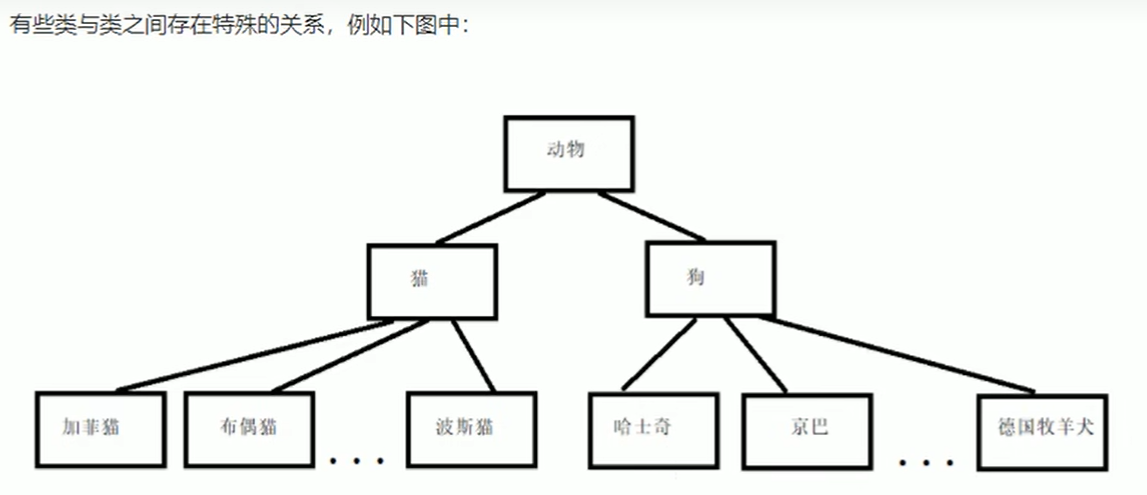 有些类与类之间存在特殊的关系，例如下图中：
动物
猫
狗
加菲猫
布偶猫
...
波斯猫
哈士奇
京巴
...
德国牧羊犬